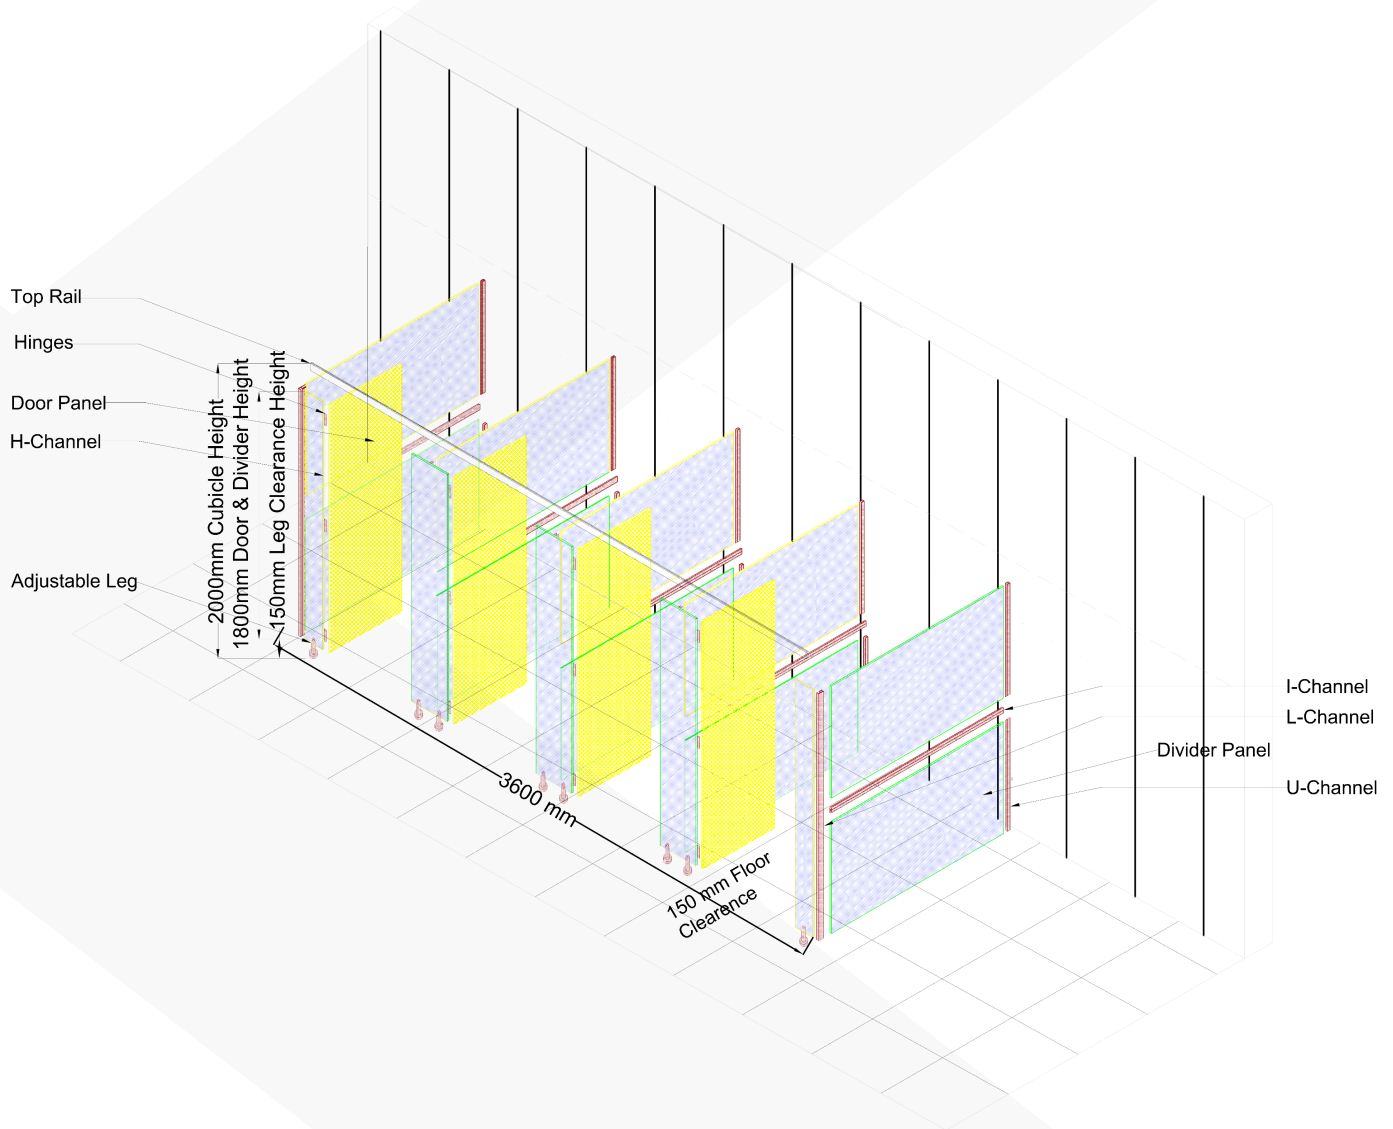 Top Rail
Hinges
Door Panel
H-Channel
Adjustable Leg
2000mm Cubicle Height
1800mm Door & Divider Height
150mm Leg Clearance Height
3600 mm
150 mm Floor
Clearence
I-Channel
L-Channel
Divider Panel
U-Channel